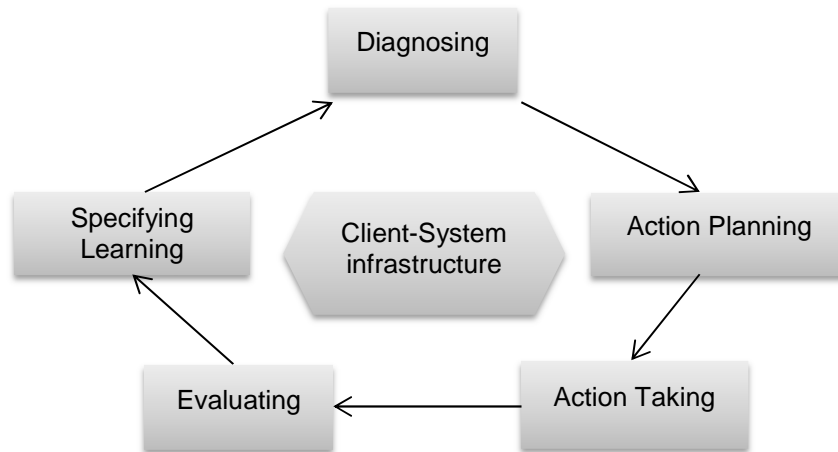 Diagnosing
Action Planning
Action Taking
Evaluating
Specifying
Learning
Client-System
infrastructure